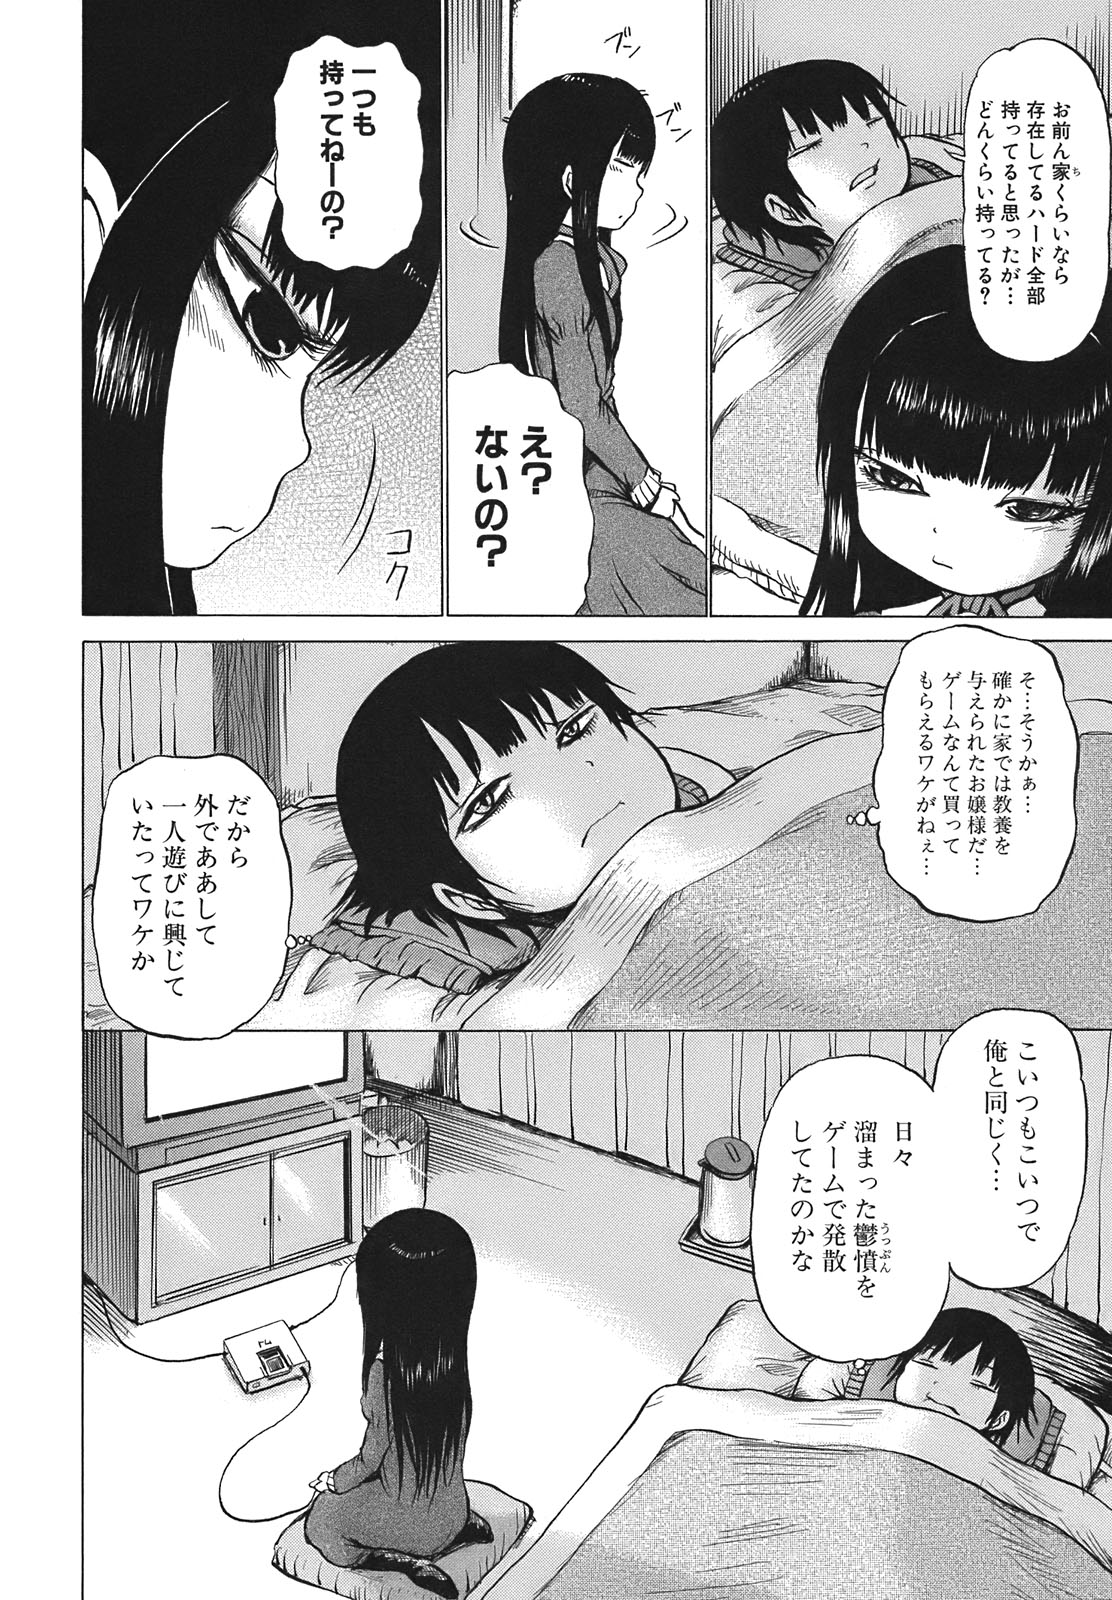 お前ん家くらいなら
ち
存在してるハード全部
持ってると思ったが…
どんくらい持ってる?
ブン
ブン
え?
ないの?
一つも
持ってねーの?
コク
そ…そうかぁ…
確かに家では教養を
与えられたお嬢様だ…
ゲームなんて買って
もらえるワケがねぇ…
だから
外でああして
一人遊びに興じて
いたってワケか
こいつもこいつで
俺と同じく…
日々
溜まった鬱憤を
うっぷん
ゲームで発散
してたのかな